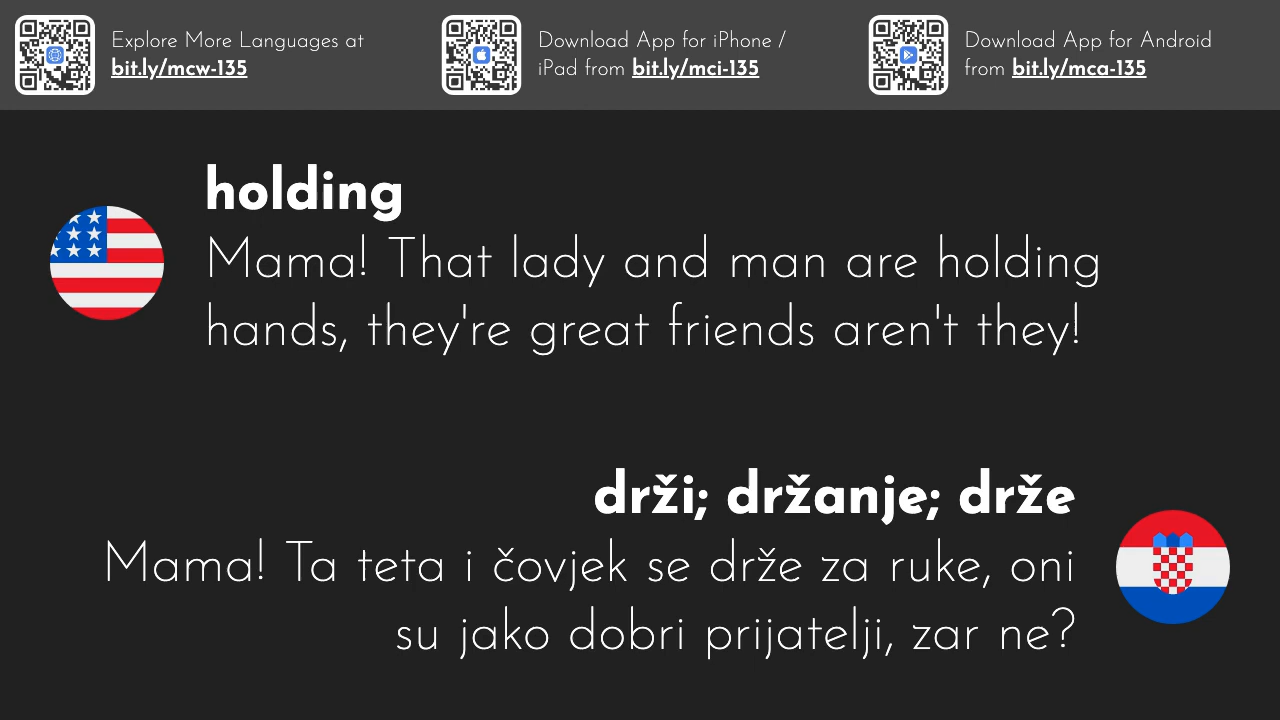 Explore More Languages at
bit.ly/mcw-135
Download App for iPhone /
iPad from bit.ly/mci-135
Download App for Android
from bit.ly/mca-135
holding
Mama! That lady and man are holding
hands, they're great friends aren't they!
drži; držanje; drže
Mama! Ta teta i čovjek se drže za ruke, oni
su jako dobri prijatelji, zar ne?